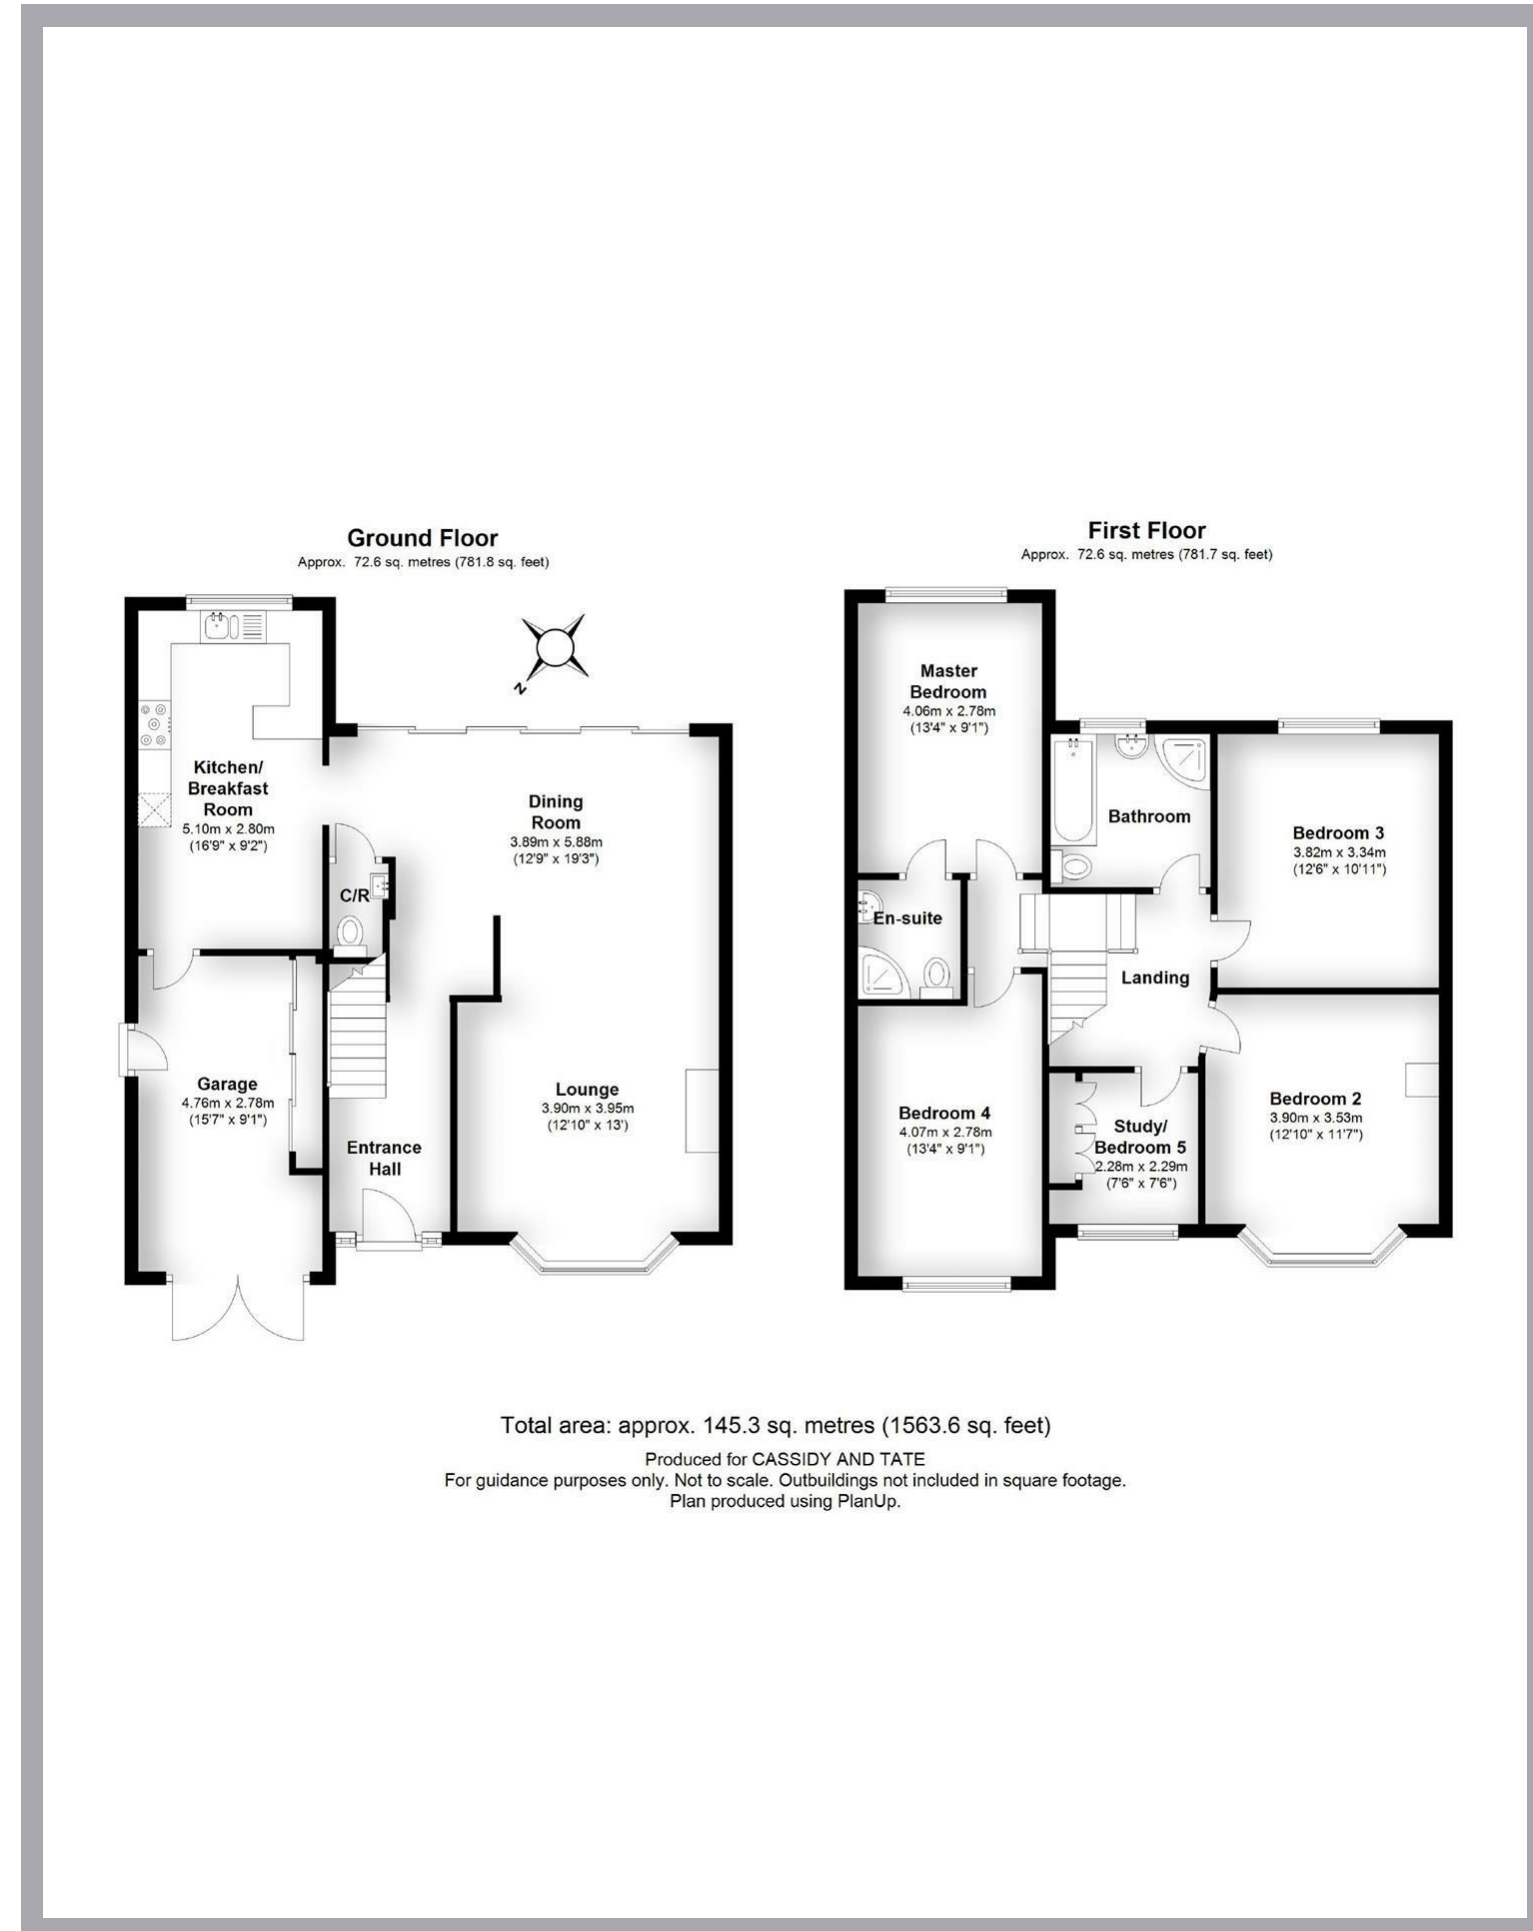 Ground Floor
Approx. 72.6 sq. metres (781.8 sq. feet)
N
Kitchen/
Breakfast
Room
5.10m x 2.80m
(16'9" x 9'2")
Dining
Room
3.89m x 5.88m
(12'9" x 19'3")
C/R
Garage
4.76m x 2.78m
(15'7" x 9'1")
Lounge
3.90m x 3.95m
(12'10" x 13')
Entrance
Hall
First Floor
Approx. 72.6 sq. metres (781.7 sq. feet)
Master
Bedroom
4.06m x 2.78m
(13'4" x 9'1")
Bathroom
Bedroom 3
3.82m x 3.34m
(12'6" x 10'11")
En-suite
Landing
Bedroom 4
4.07m x 2.78m
(13'4" x 9'1")
Study/
Bedroom 5
2.28m x 2.29m
(7'6" x 7'6")
Bedroom 2
3.90m x 3.53m
(12'10" x 11'7")
Total area: approx. 145.3 sq. metres (1563.6 sq. feet)
Produced for CASSIDY AND TATE
For guidance purposes only. Not to scale. Outbuildings not included in square footage.
Plan produced using PlanUp.